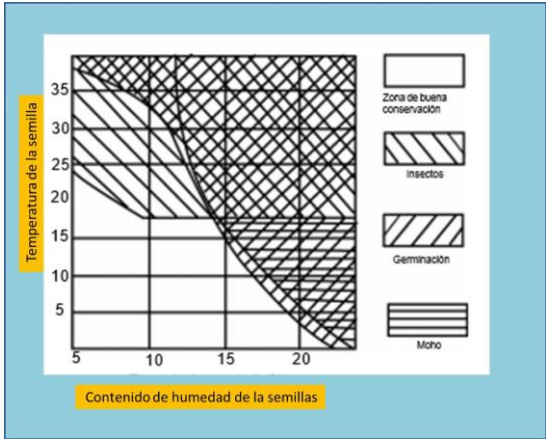 Temperatura de la semilla
35
30
25
20
15
10
5
5
10
15
20
Zona de buena
conservación
Insectos
Germinación
Moho
Contenido de humedad de la semillas